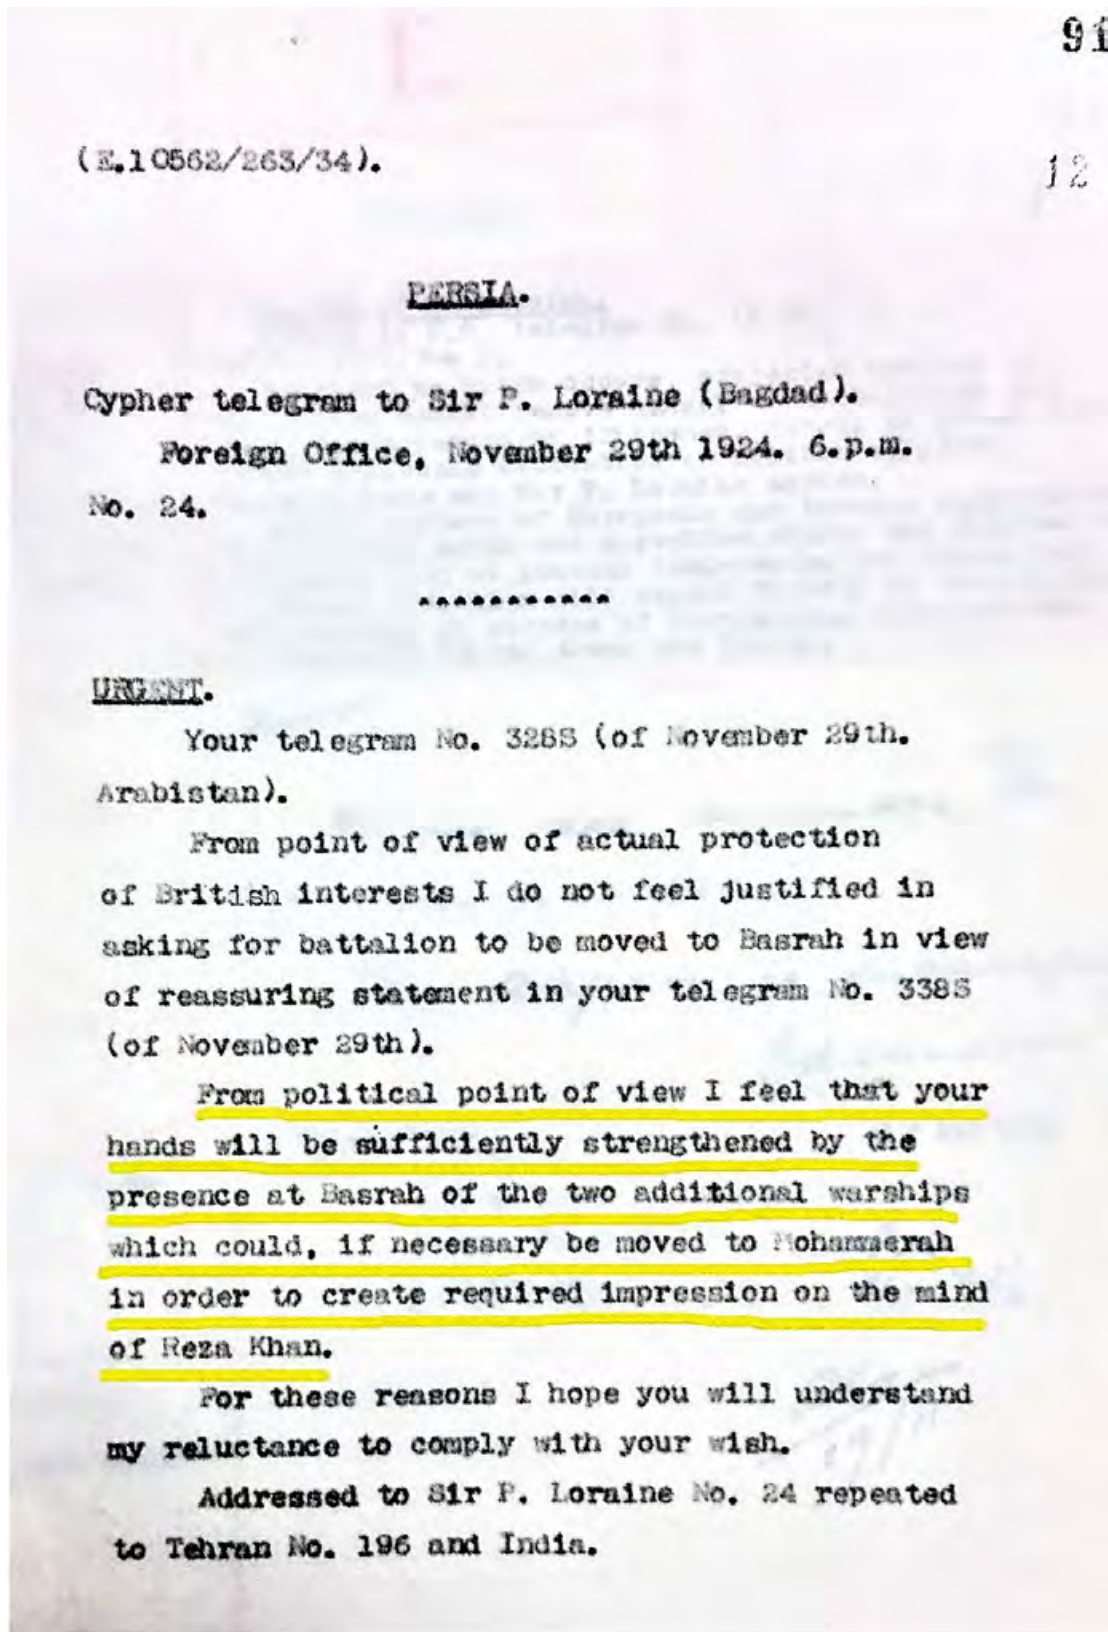 91
(E.10562/263/34).
12
PERSIA.
Cypher telegram to Sir P. Loraine (Bagdad).
Foreign Office, November 29th 1924. 6.p.m.
No. 24.
............
URGENT.
Your telegram No. 328S (of November 29th.
Arabistan).
From point of view of actual protection
of British interests I do not feel justified in
asking for battalion to be moved to Basrah in view
of reassuring statement in your telegram No. 338S
(of November 29th).
From political point of view I feel that your
hands will be sufficiently strengthened by the
presence at Basrah of the two additional warships
which could, if necessary be moved to Mohammerah
in order to create required impression on the mind
of Reza Khan.
For these reasons I hope you will understand
my reluctance to comply with your wish.
Addressed to Sir P. Loraine No. 24 repeated
to Tehran No. 196 and India.